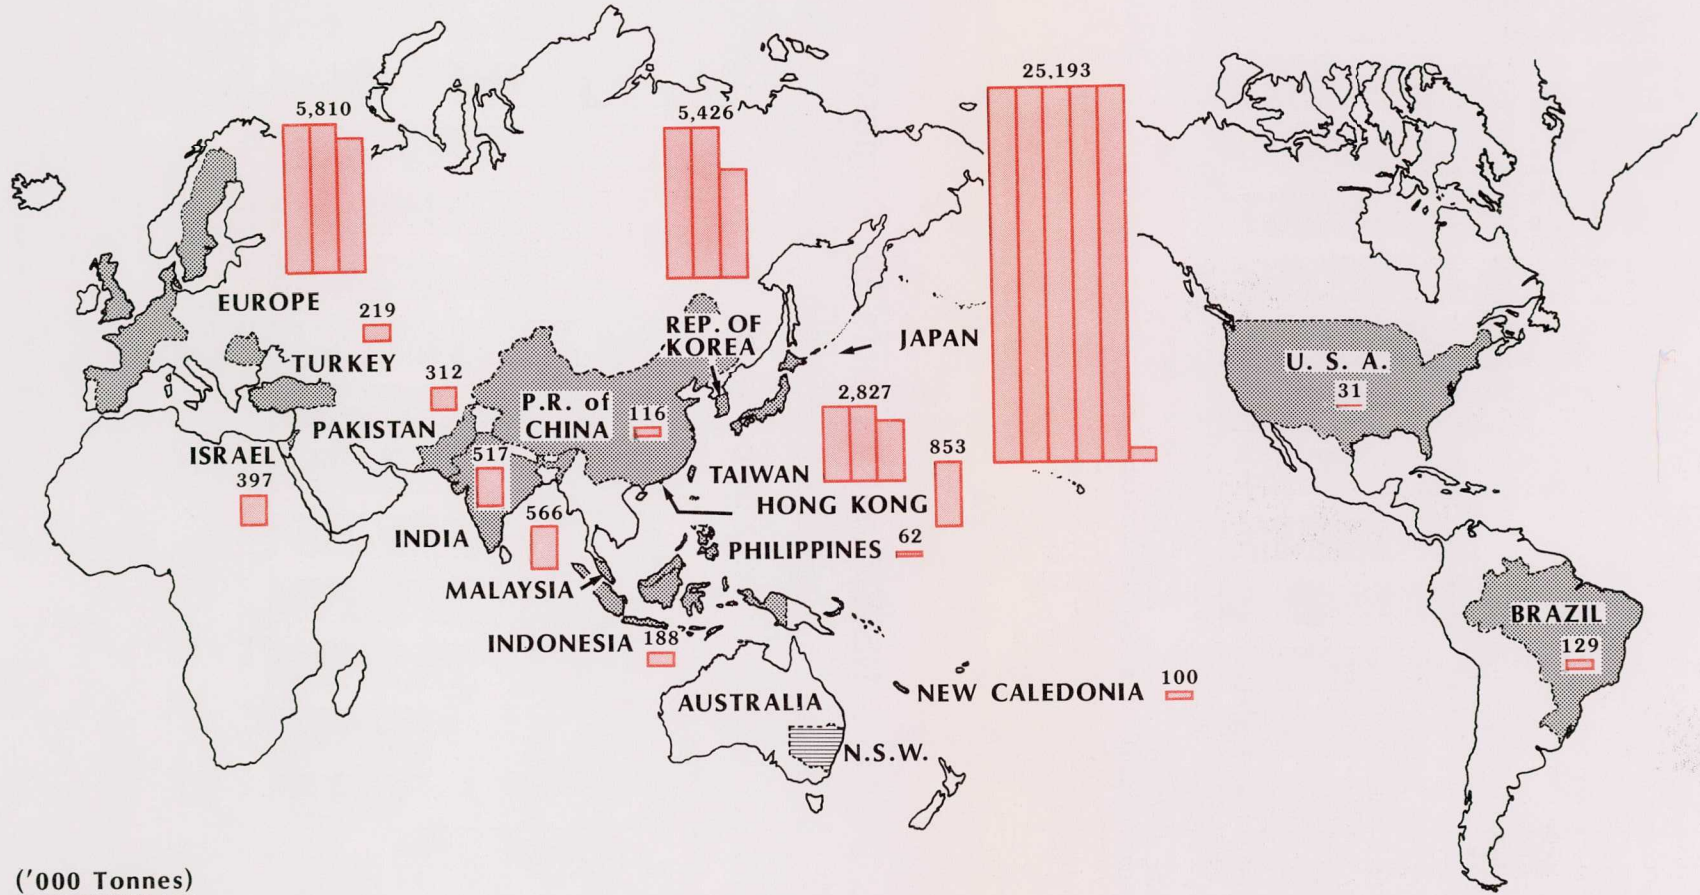 25,193
5,810
5,426
EUROPE
219
TURKEY
REP. OF
KOREA
JAPAN
U. S. A.
31
312
PAKISTAN
P.R. of
CHINA
116
2,827
ISRAEL
397
517
TAIWAN
853
HONG KONG
566
INDIA
PHILIPPINES
62
MALAYSIA
BRAZIL
129
INDONESIA
188
AUSTRALIA
NEW CALEDONIA
100
N.S.W.
('000 Tonnes)